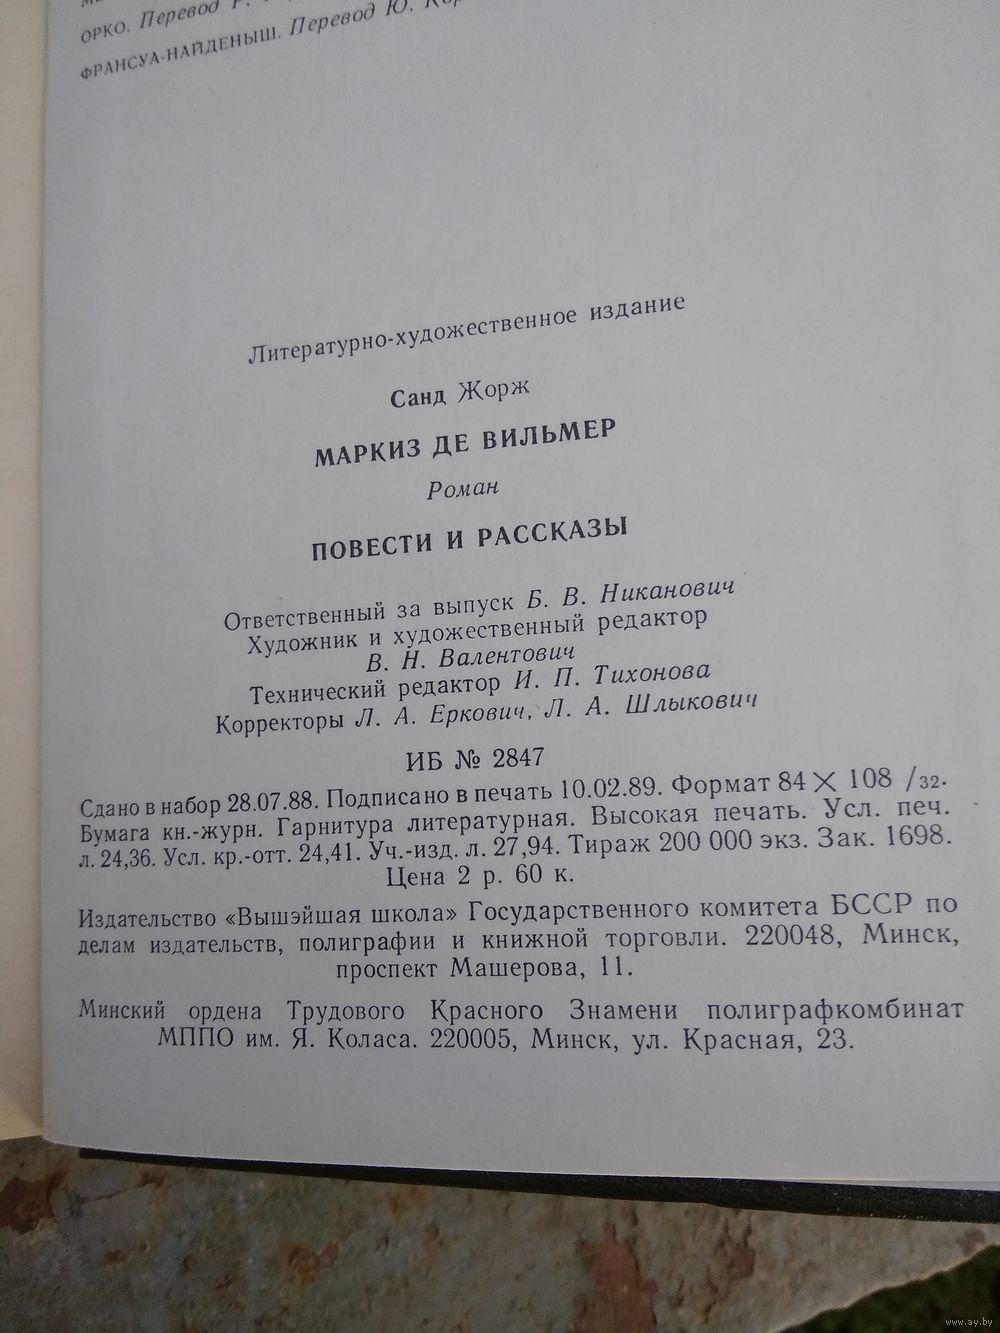 ОРКО. Перевод
ФРАНСУА-НАЙДЕНЫШ. Перевод Ю.
Литературно-художественное издание
Санд Жорж
МАРКИЗ ДЕ ВИЛЬМЕР
Роман
ПОВЕСТИ И РАССКАЗЫ
Ответственный за выпуск Б. В. Никанович
Художник и художественный редактор
В. Н. Валентович
Технический редактор И. П. Тихонова
Корректоры Л. А. Еркович, Л. А. Шлыкович
ИБ № 2847
Сдано в набор 28.07.88. Подписано в печать 10.02.89. Формат 84 × 108 /32.
Бумага кн.-журн. Гарнитура литературная. Высокая печать. Усл. печ.
л. 24,36. Усл. кр.-отт. 24,41. Уч.-изд. л. 27,94. Тираж 200 000 экз. Зак. 1698.
Цена 2 р. 60 к.
Издательство «Вышэйшая школа» Государственного комитета БССР по
делам издательств, полиграфии и книжной торговли. 220048, Минск,
проспект Машерова, 11.
Минский ордена Трудового Красного Знамени полиграфкомбинат
МППО им. Я. Коласа. 220005, Минск, ул. Красная, 23.
www.ay.by